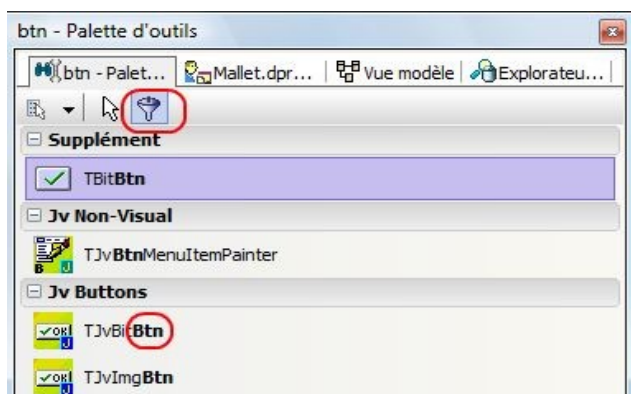 btn - Palette d'outils
btn - Palet... Mallet.dpr... Vue modèle Explorateu...
Supplément
TBitBtn
Jv Non-Visual
TJvBtnMenuItemPainter
Jv Buttons
TJvBitBtn
TJvImgBtn